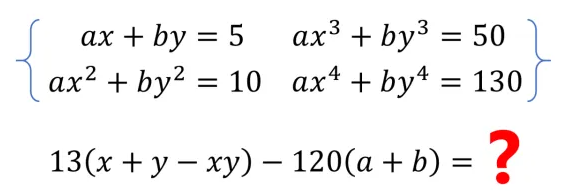 ax + by = 5 ax³ + by³ = 50
ax² + by² = 10 ax⁴ + by⁴ = 130
13(x + y − xy) − 120(a + b) = ?